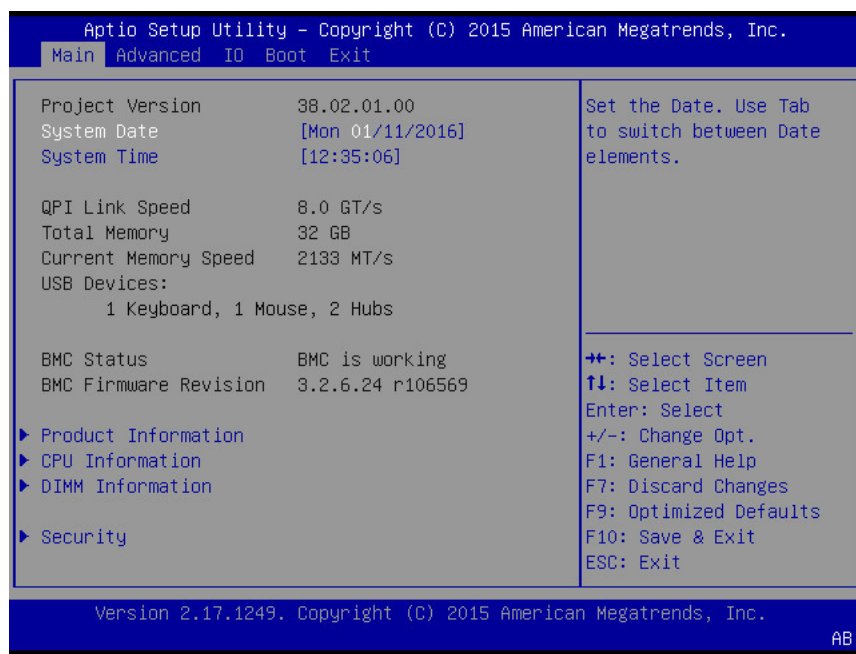 Aptio Setup Utility – Copyright (C) 2015 American Megatrends, Inc.
Main Advanced IO Boot Exit
Project Version 38.02.01.00
System Date [Mon 01/11/2016]
System Time [12:35:06]
QPI Link Speed 8.0 GT/s
Total Memory 32 GB
Current Memory Speed 2133 MT/s
USB Devices:
1 Keyboard, 1 Mouse, 2 Hubs
BMC Status BMC is working
BMC Firmware Revision 3.2.6.24 r106569
Product Information
CPU Information
DIMM Information
Security
Set the Date. Use Tab
to switch between Date
elements.
→←: Select Screen
↑↓: Select Item
Enter: Select
+/-: Change Opt.
F1: General Help
F7: Discard Changes
F9: Optimized Defaults
F10: Save & Exit
ESC: Exit
Version 2.17.1249. Copyright (C) 2015 American Megatrends, Inc.
AB